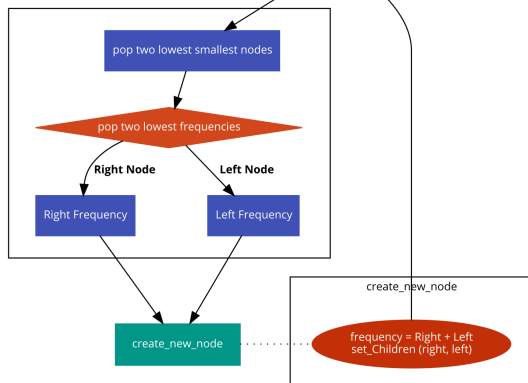 pop two lowest smallest nodes
pop two lowest frequencies
Right Node
Left Node
Right Frequency
Left Frequency
create_new_node
create_new_node
frequency = Right + Left
set_Children (right, left)